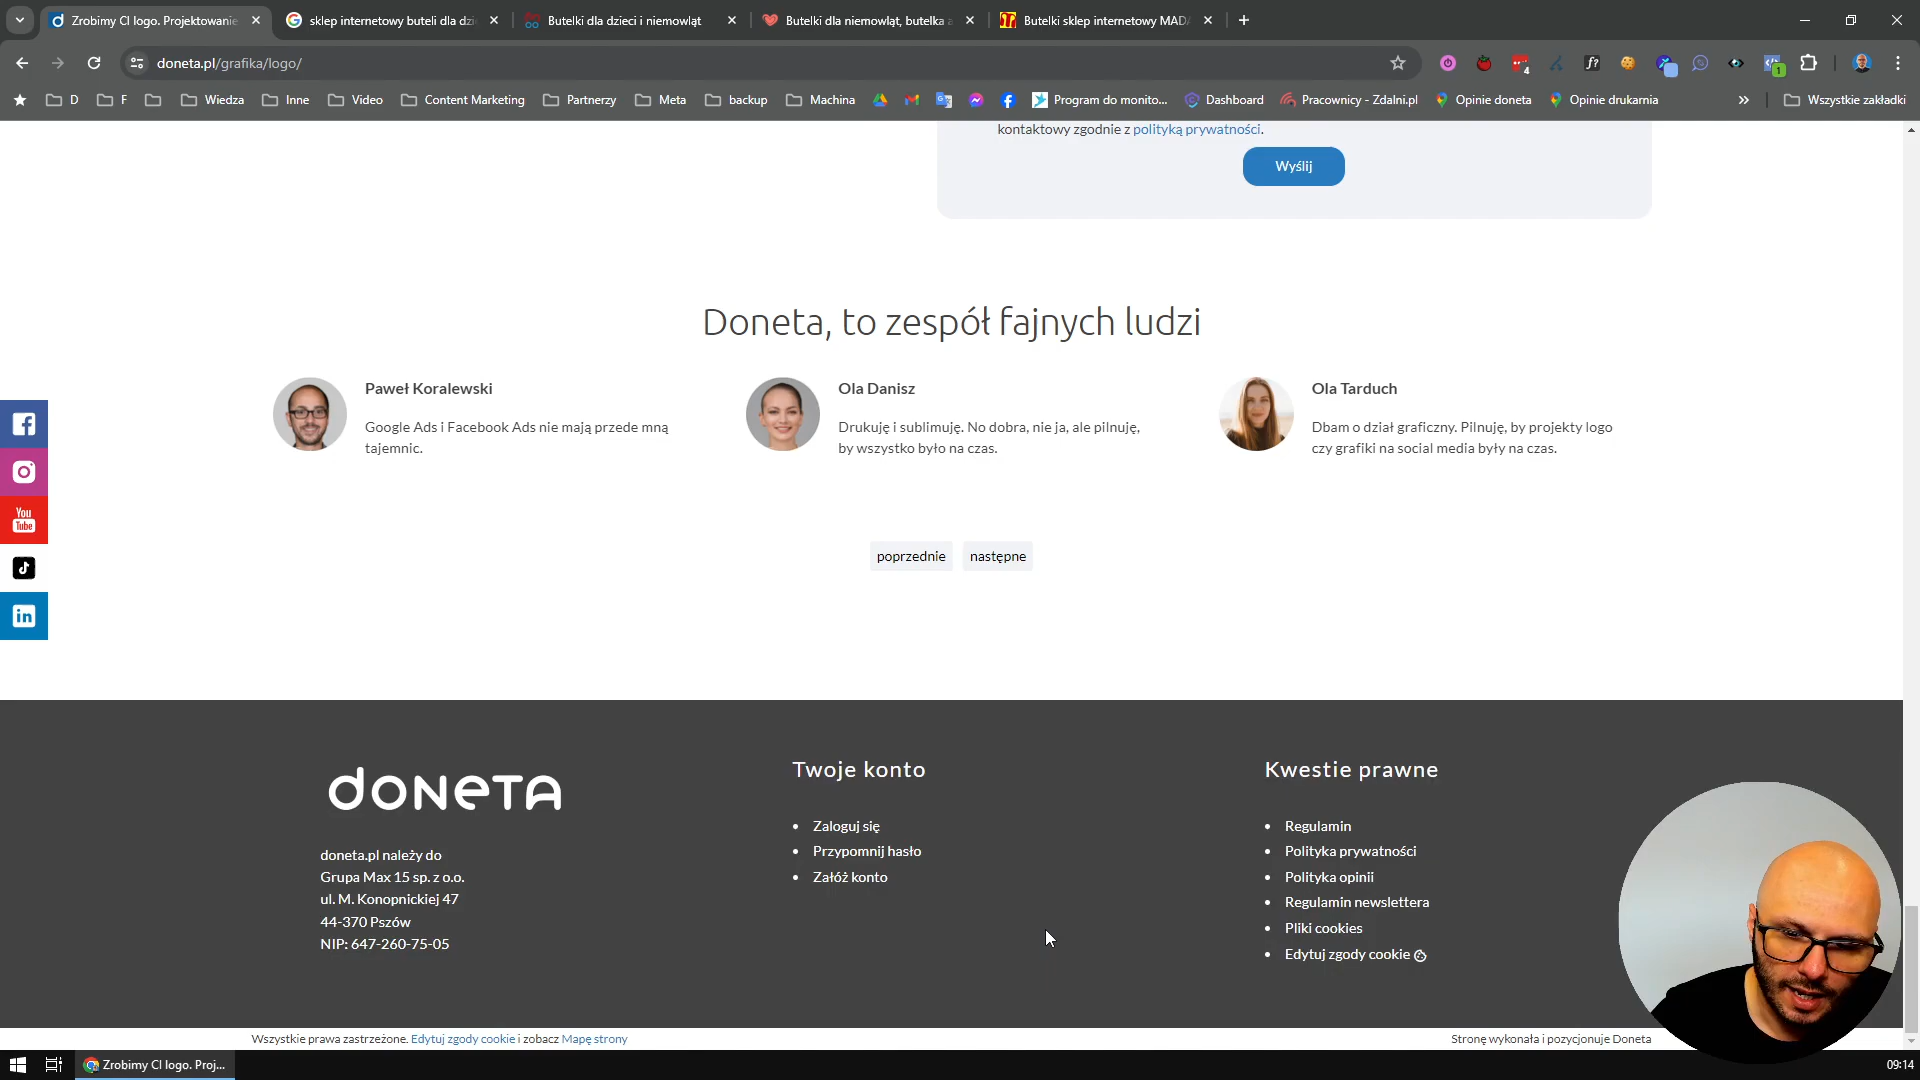 Zrobimy CI logo. Projektowanie
sklep internetowy buteli dla dzie
Butelki dla dzieci i niemowląt
Butelki dla niemowląt, butelka a
Butelki sklep internetowy MADA
doneta.pl/grafika/logo/
4
f?
1
D
F
Wiedza
Inne
Video
Content Marketing
Partnerzy
Meta
backup
Machina
Program do monito...
Dashboard
Pracownicy - Zdalni.pl
Opinie doneta
Opinie drukarnia
Wszystkie zakładki
kontaktowy zgodnie z polityką prywatności.
Wyślij
Doneta, to zespół fajnych ludzi
Paweł Koralewski
Google Ads i Facebook Ads nie mają przede mną
tajemnic.
Ola Danisz
Drukuję i sublimuję. No dobra, nie ja, ale pilnuję,
by wszystko było na czas.
Ola Tarduch
Dbam o dział graficzny. Pilnuję, by projekty logo
czy grafiki na social media były na czas.
You
Tube
in
poprzednie
następne
doneta
doneta.pl należy do
Grupa Max 15 sp. z o.o.
ul. M. Konopnickiej 47
44-370 Pszów
NIP: 647-260-75-05
Twoje konto
Zaloguj się
Przypomnij hasło
Załóż konto
Kwestie prawne
Regulamin
Polityka prywatności
Polityka opinii
Regulamin newslettera
Pliki cookies
Edytuj zgody cookie
Wszystkie prawa zastrzeżone. Edytuj zgody cookie i zobacz Mapę strony
Stronę wykonała i pozycjonuje Doneta
Zrobimy CI logo. Proj...
09:14